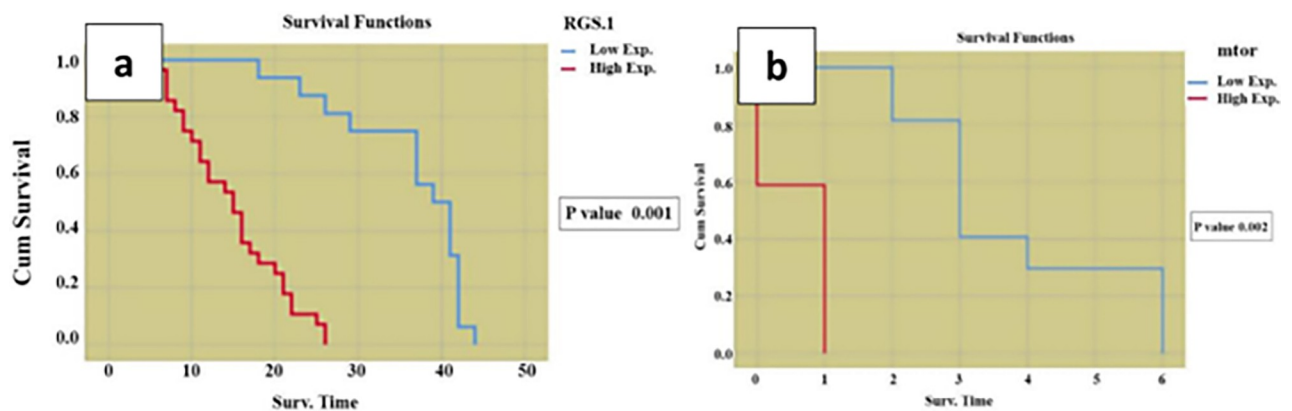 a
Survival Functions
RGS.1
Low Exp.
High Exp.
Cum Survival
1.0
0.8
0.6
0.4
0.2
0.0
0 10 20 30 40 50
Surv. Time
P value 0.001
b
Survival Functions
mtor
Low Exp.
High Exp.
Cum Survival
1.0
0.8
0.6
0.4
0.2
0.0
0 1 2 3 4 5 6
Surv. Time
P value 0.002